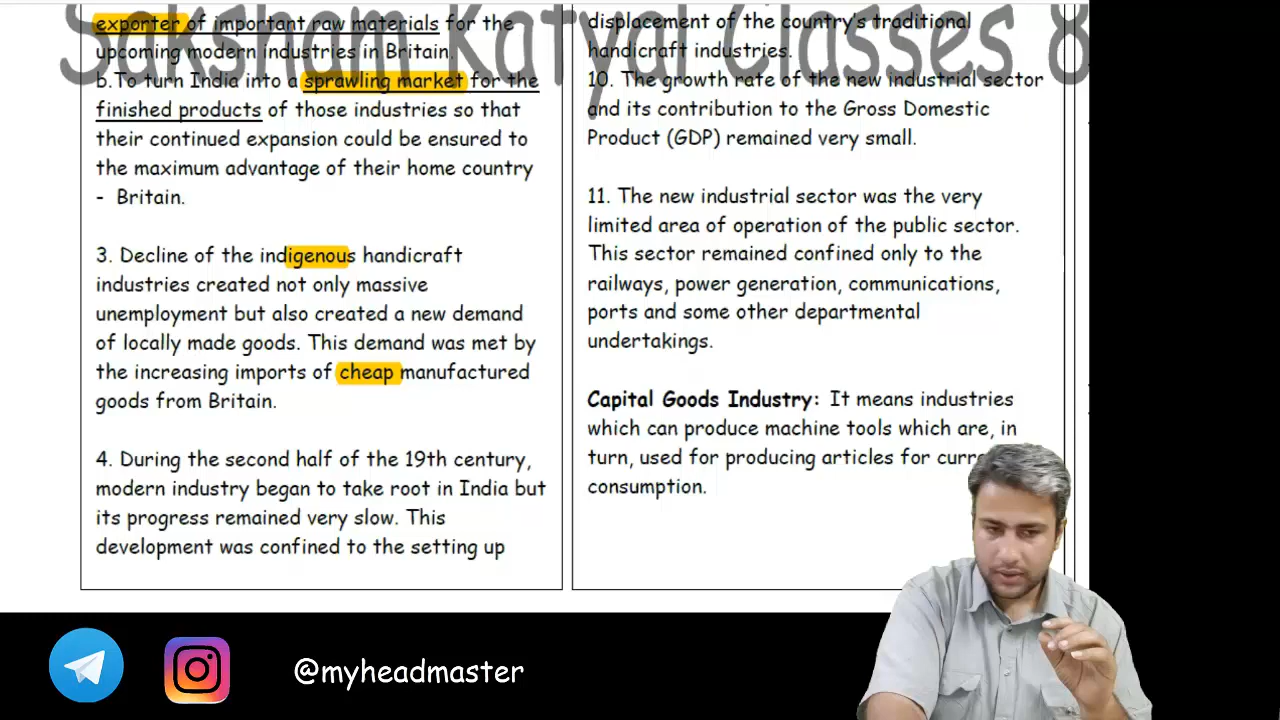 Saksham Katyal Classes 8
exporter of important raw materials for the
upcoming modern industries in Britain.
b.To turn India into a sprawling market for the
finished products of those industries so that
their continued expansion could be ensured to
the maximum advantage of their home country
- Britain.
3. Decline of the indigenous handicraft
industries created not only massive
unemployment but also created a new demand
of locally made goods. This demand was met by
the increasing imports of cheap manufactured
goods from Britain.
4. During the second half of the 19th century,
modern industry began to take root in India but
its progress remained very slow. This
development was confined to the setting up
displacement of the country's traditional
handicraft industries.
10. The growth rate of the new industrial sector
and its contribution to the Gross Domestic
Product (GDP) remained very small.
11. The new industrial sector was the very
limited area of operation of the public sector.
This sector remained confined only to the
railways, power generation, communications,
ports and some other departmental
undertakings.
Capital Goods Industry: It means industries
which can produce machine tools which are, in
turn, used for producing articles for
consumption.
@myheadmaster